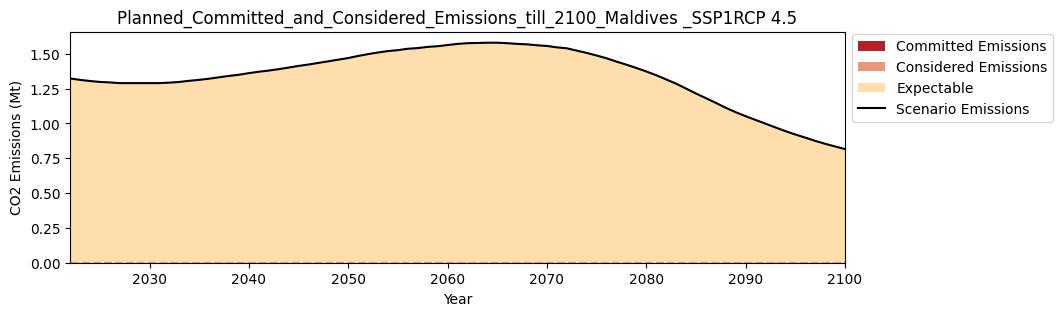 Planned_Committed_and_Considered_Emissions_till_2100_Maldives _SSP1RCP 4.5
Committed Emissions
Considered Emissions
Expectable
Scenario Emissions
CO2 Emissions (Mt)
1.50
1.25
1.00
0.75
0.50
0.25
0.00
2030 2040 2050 2060 2070 2080 2090 2100
Year